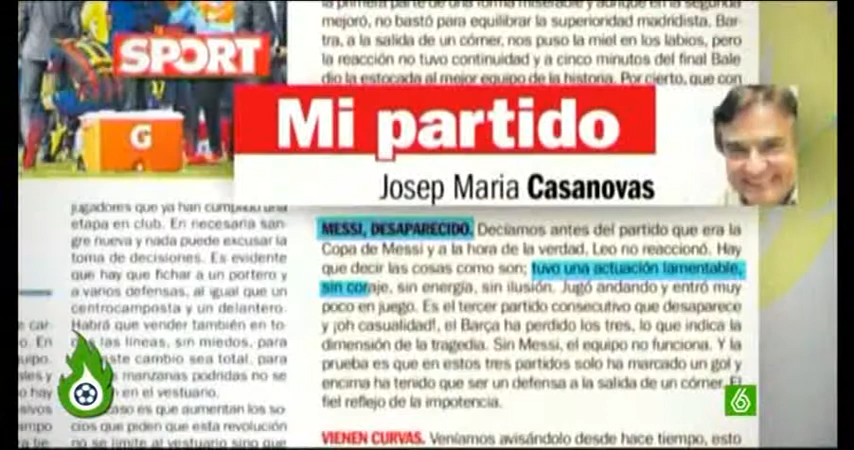 la primera parte de una forma miserable y aunque en la segunda
mejoró, no bastó para equilibrar la superioridad madridista. Bar-
tra, a la salida de un córner, nos puso la miel en los labios, pero
la reacción no tuvo continuidad y a cinco minutos del final Bale
dio la estocada al mejor equipo de la historia. Por cierto, que con
SPORT
G
Mi partido
Josep Maria Casanovas
jugadores que ya han cumplido una
etapa en club. En necesaria san-
gre nueva y nada puede excusar la
toma de decisiones. Es evidente
que hay que fichar a un portero y
a varios defensas, al igual que un
centrocampista y un delantero.
Habrá que vender también en to-
las líneas, sin miedos, para
ste cambio sea total, para
manzanas podridas no se
en el vestuario.
aso es que aumentan los so-
cios que piden que esta revolución
no se limite al vestuario sino que
MESSI, DESAPARECIDO. Decíamos antes del partido que era la
Copa de Messi y a la hora de la verdad, Leo no reaccionó. Hay
que decir las cosas como son; tuvo una actuación lamentable,
sin coraje, sin energía, sin ilusión. Jugó andando y entró muy
poco en juego. Es el tercer partido consecutivo que desaparece
y ¡oh casualidad!, el Barça ha perdido los tres, lo que indica la
dimensión de la tragedia. Sin Messi, el equipo no funciona. Y la
prueba es que en estos tres partidos solo ha marcado un gol y
encima ha tenido que ser un defensa a la salida de un córner. El
fiel reflejo de la impotencia.
VIENEN CURVAS. Veníamos avisándolo desde hace tiempo, esto
6